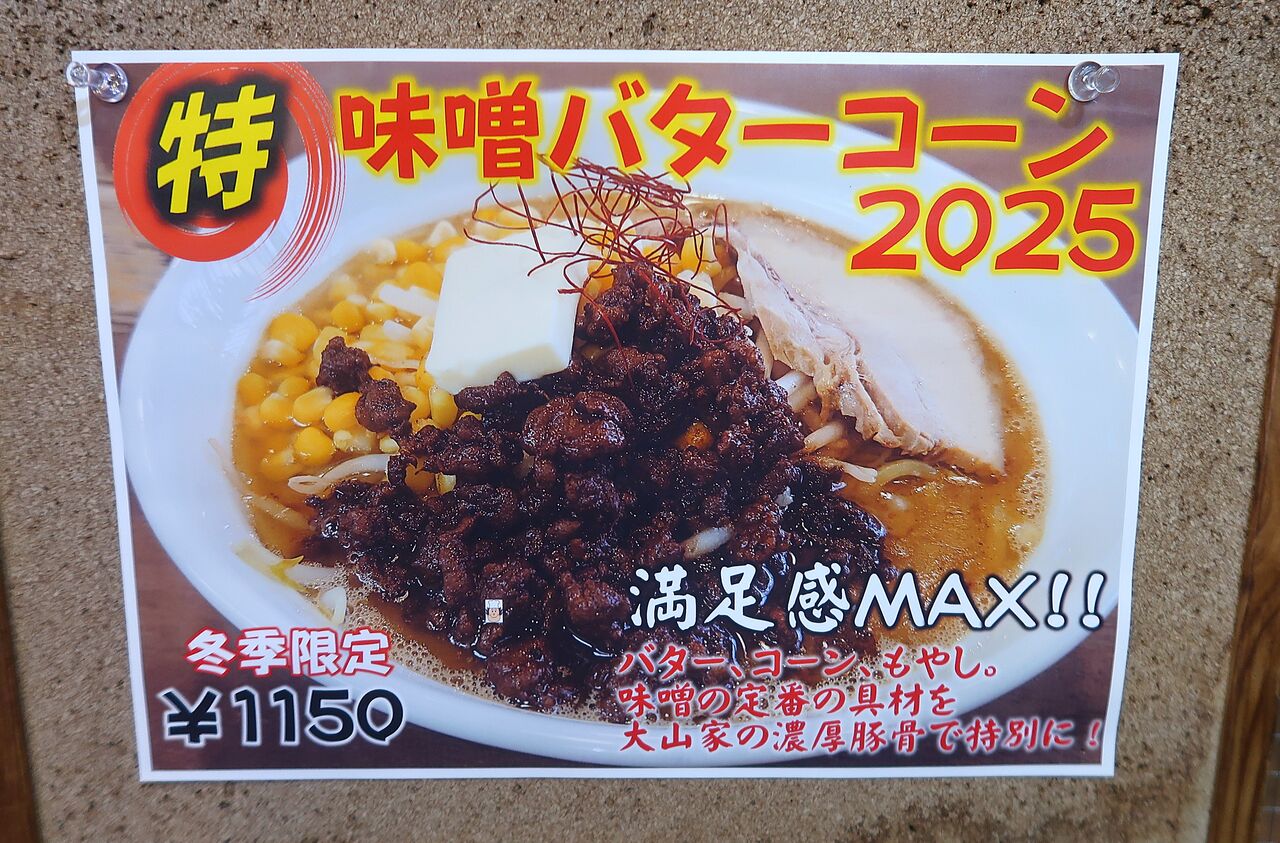 特
味噌バターコーン
2025
満足感MAX!!
冬季限定
¥1150
バター、コーン、もやし。
味噌の定番の具材を
大山家の濃厚豚骨で特別に！